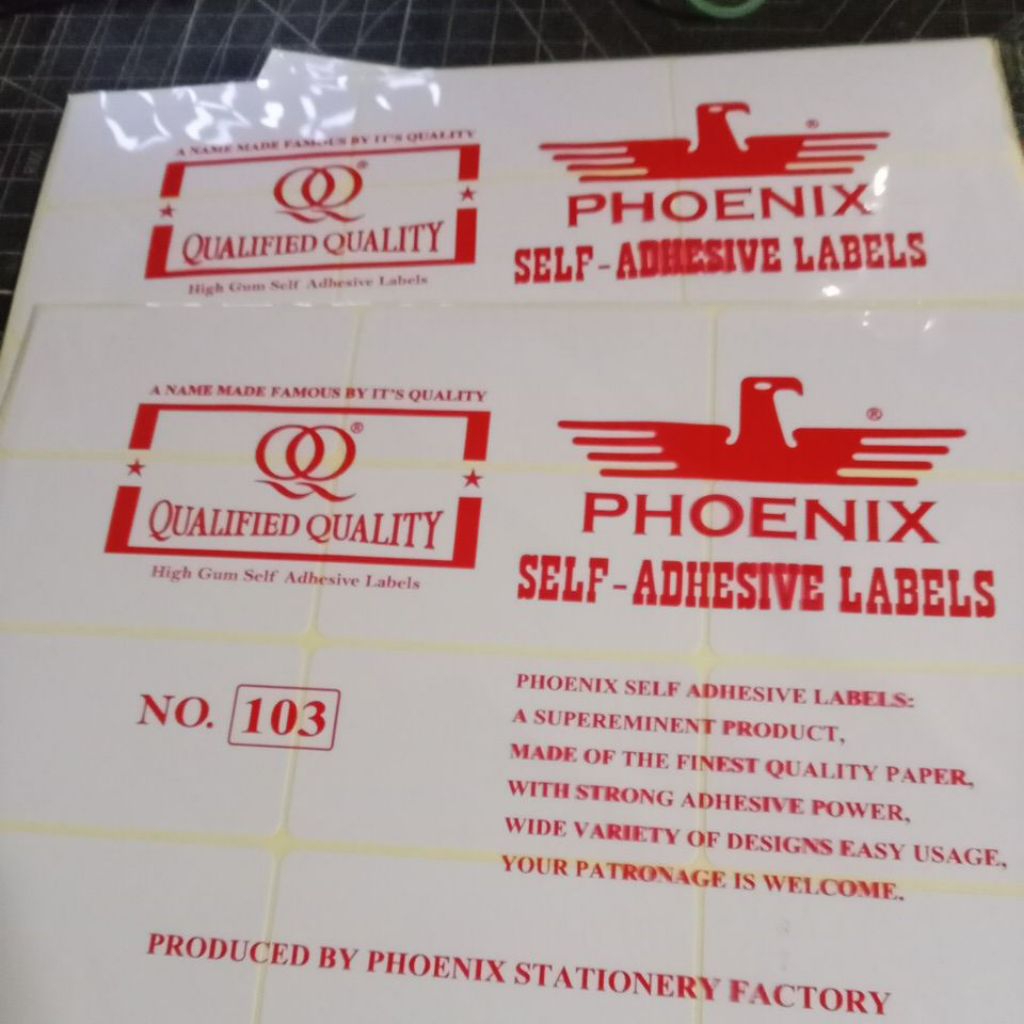 A NAME MADE FAMOUS BY IT'S QUALITY
QQ®
QUALIFIED QUALITY
High Gum Self Adhesive Labels
®
PHOENIX
SELF-ADHESIVE LABELS
A NAME MADE FAMOUS BY IT'S QUALITY
QQ®
QUALIFIED QUALITY
High Gum Self Adhesive Labels
®
PHOENIX
SELF-ADHESIVE LABELS
NO. 103
PHOENIX SELF ADHESIVE LABELS:
A SUPEREMINENT PRODUCT,
MADE OF THE FINEST QUALITY PAPER,
WITH STRONG ADHESIVE POWER,
WIDE VARIETY OF DESIGNS EASY USAGE,
YOUR PATRONAGE IS WELCOME.
PRODUCED BY PHOENIX STATIONERY FACTORY